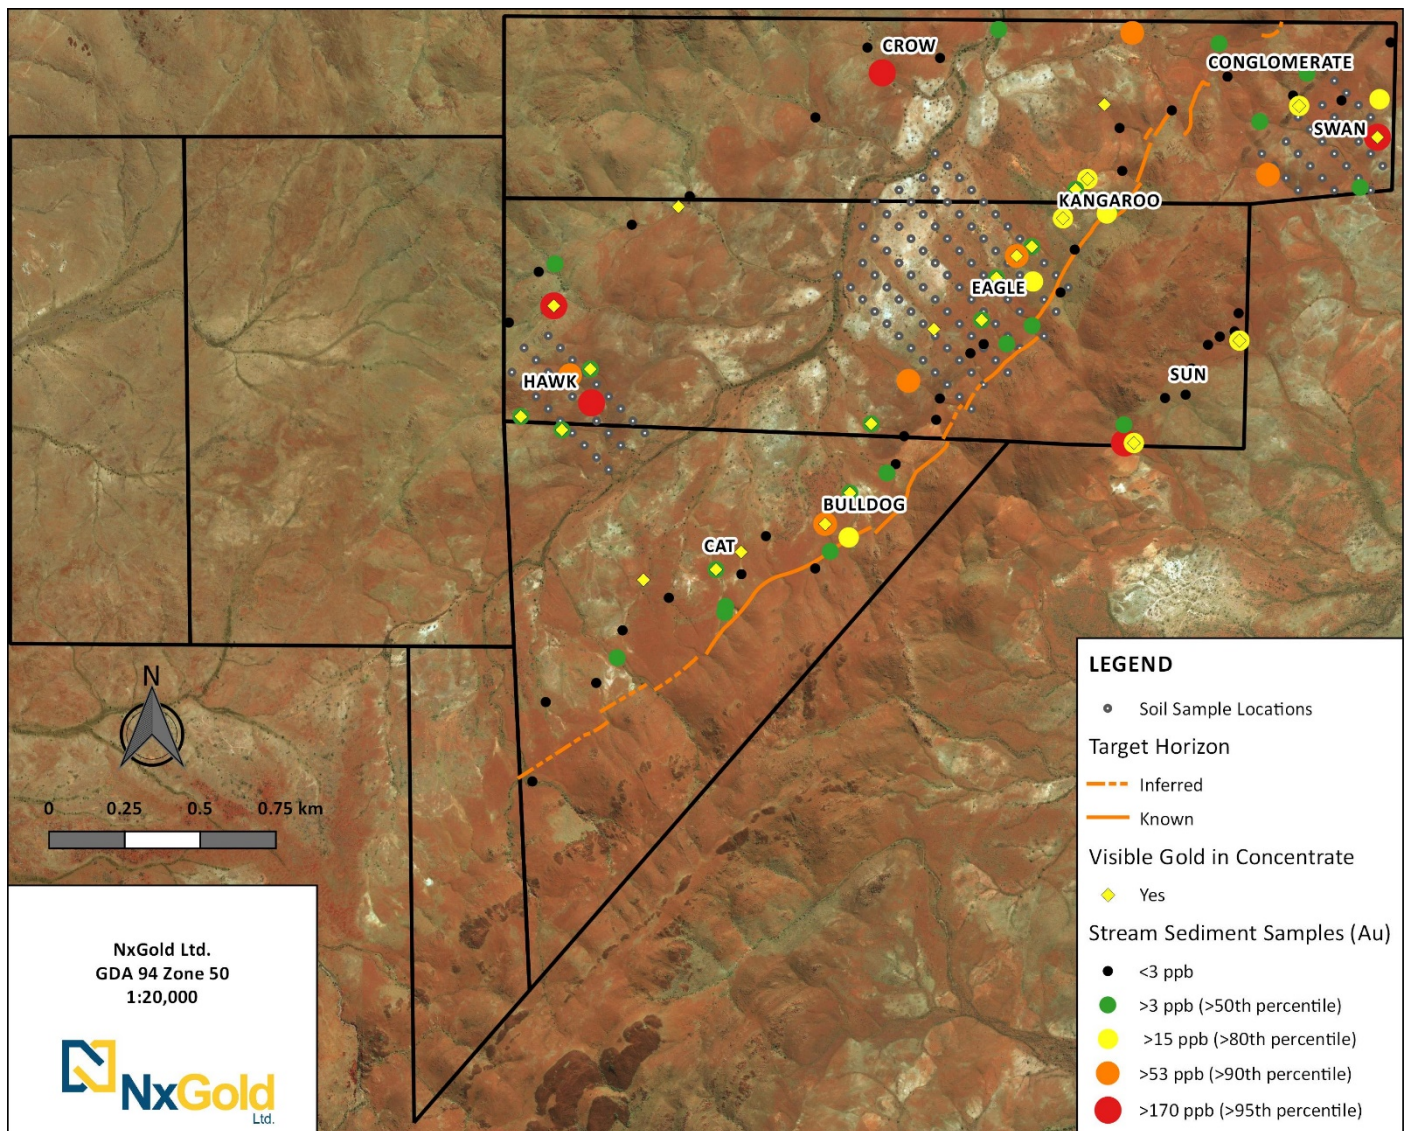 CROW
CONGLOMERATE
SWAN
KANGAROO
EAGLE
HAWK
SUN
BULLDOG
CAT
N
0 0.25 0.5 0.75 km
NxGold Ltd.
GDA 94 Zone 50
1:20,000
NxGold
Ltd.
LEGEND
Soil Sample Locations
Target Horizon
Inferred
Known
Visible Gold in Concentrate
Yes
Stream Sediment Samples (Au)
<3 ppb
>3 ppb (>50th percentile)
>15 ppb (>80th percentile)
>53 ppb (>90th percentile)
>170 ppb (>95th percentile)